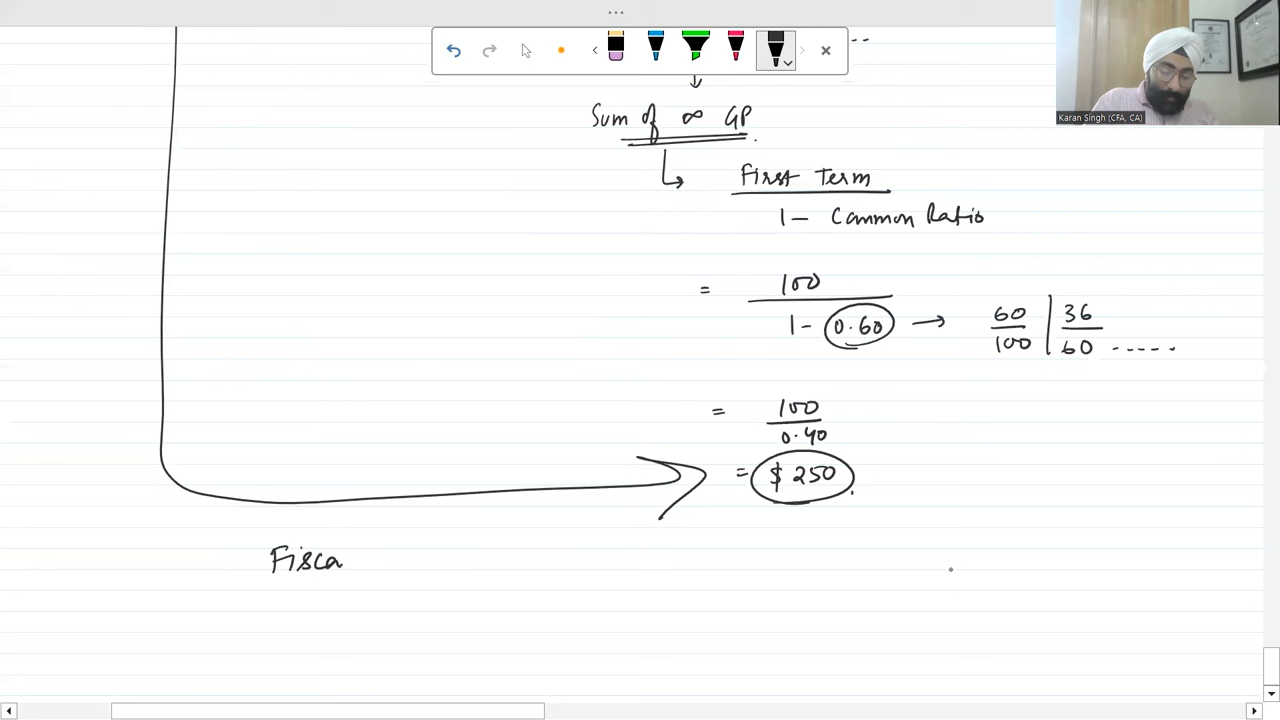 Karan Singh (CFA, CA)
Sum of ∞ GP.
First Term
1 - Common Ratio
= 100
1 - 0.60 → 60 | 36
100 | 60 -----
= 100
0.40
= $ 250.
Fisca